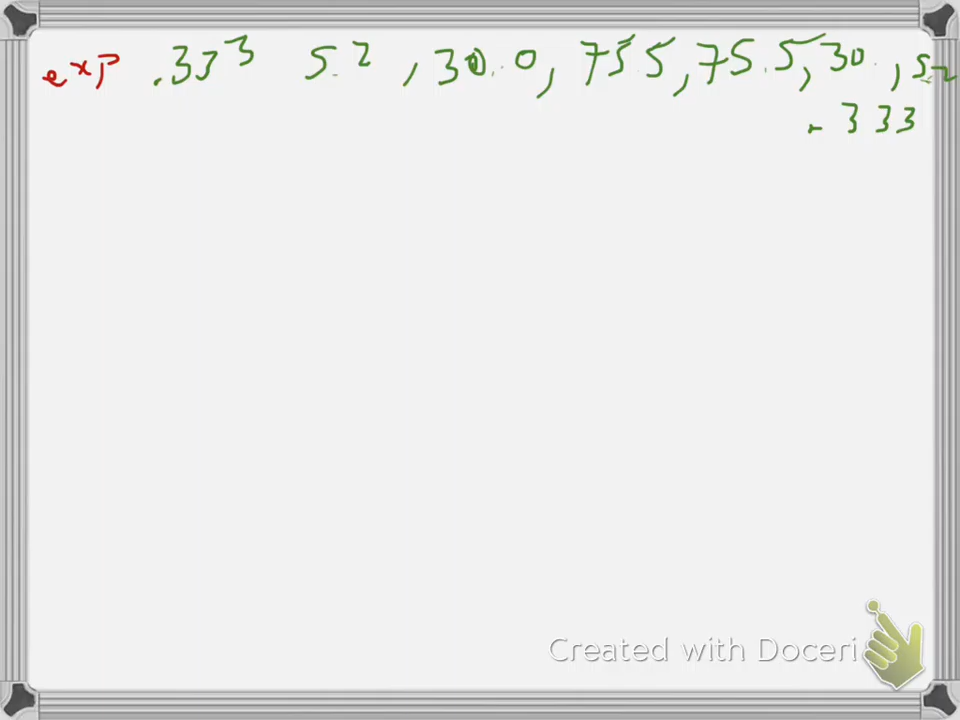 exp .333 5.2 , 30.0, 75.5, 75.5, 30. , 5.2
.333
Created with Doceri